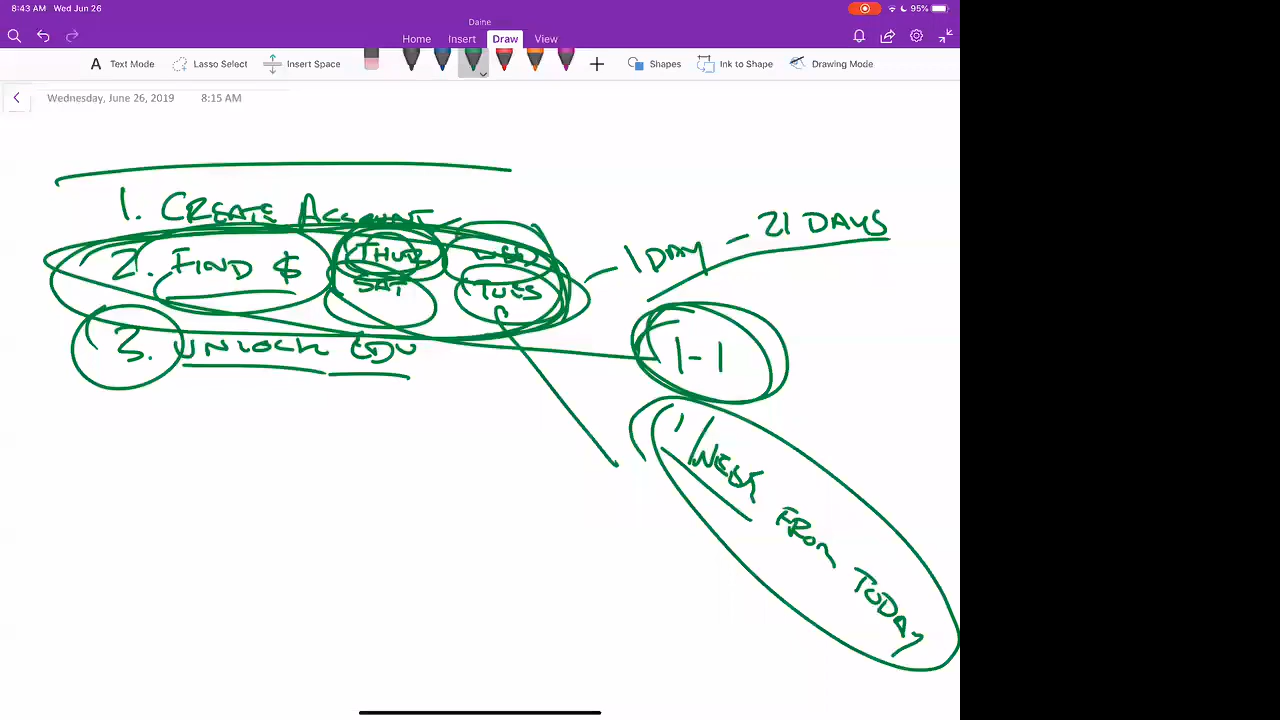 8:43 AM Wed Jun 26
95%
Daine
Home Insert Draw View
Text Mode Lasso Select Insert Space Shapes Ink to Shape Drawing Mode
Wednesday, June 26, 2019 8:15 AM
1. CREATE ACCOUNT
2. FIND $ THUR WED
SAT TUES
3. UNLOCK EDU
1 DAY - 21 DAYS
1-1
1 WEEK FROM TODAY